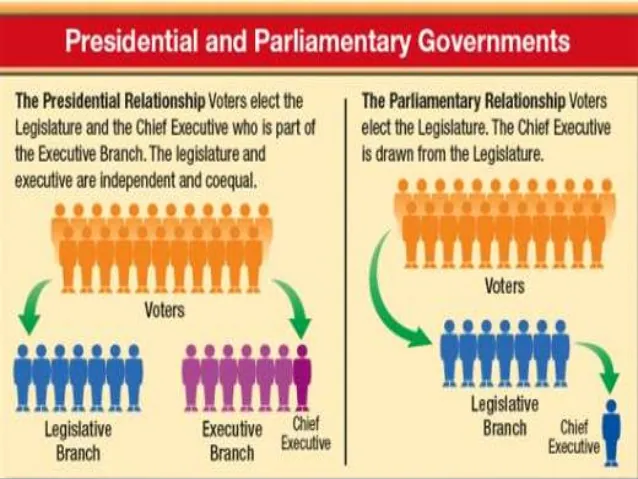 Presidential and Parliamentary Governments
The Presidential Relationship Voters elect the
Legislature and the Chief Executive who is part of
the Executive Branch. The legislature and
executive are independent and coequal.
Voters
Legislative
Branch
Executive
Branch
Chief
Executive
The Parliamentary Relationship Voters
elect the Legislature. The Chief Executive
is drawn from the Legislature.
Voters
Legislative
Branch
Chief
Executive